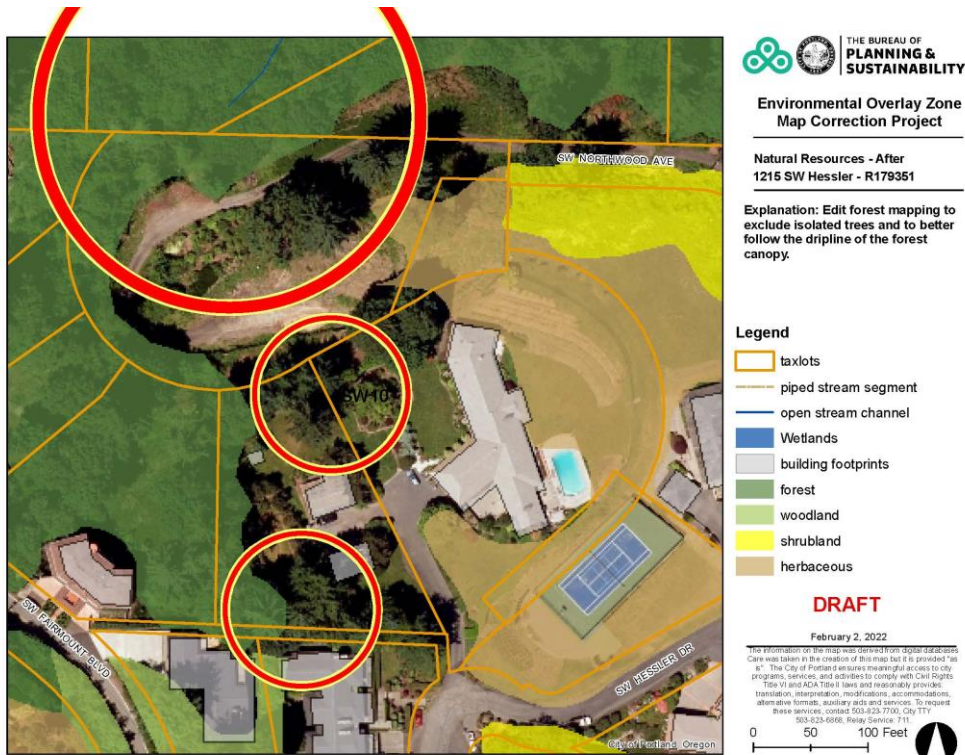 THE BUREAU OF
PLANNING &
SUSTAINABILITY
Environmental Overlay Zone
Map Correction Project
Natural Resources - After
1215 SW Hessler - R179351
Explanation: Edit forest mapping to
exclude isolated trees and to better
follow the dripline of the forest
canopy.
SW NORTHWOOD AVE
SW10
SW FAIRMOUNT BLVD
SW HESSLER DR
City of Portland, Oregon
Legend
taxlots
piped stream segment
open stream channel
Wetlands
building footprints
forest
woodland
shrubland
herbaceous
DRAFT
February 2, 2022
The information on the map was derived from digital databases
Care was taken in the creation of this map but it is provided "as
is". The City of Portland ensures meaningful access to city
programs, services, and activities to comply with Civil Rights
Title VI and ADA Title II laws and reasonably provides:
translation, interpretation, modifications, accommodations,
alternative formats, auxiliary aids and services. To request
these services, contact 503-823-7700, City TTY
503-823-6868, Relay Service: 711.
0 50 100 Feet